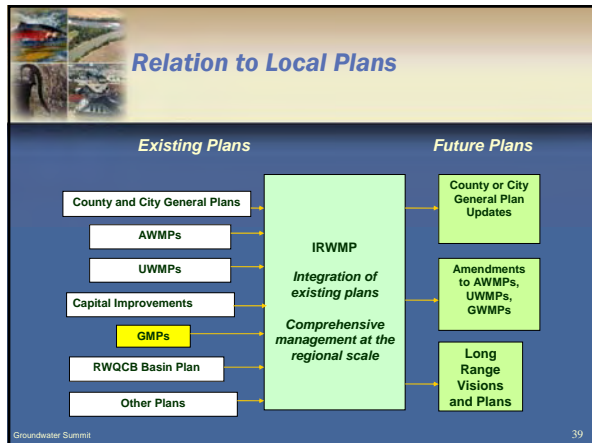 Relation to Local Plans
Existing Plans
Future Plans
County and City General Plans
AWMPs
UWMPs
Capital Improvements
GMPs
RWQCB Basin Plan
Other Plans
IRWMP
Integration of
existing plans
Comprehensive
management at the
regional scale
County or City
General Plan
Updates
Amendments
to AWMPs,
UWMPs,
GWMPs
Long
Range
Visions
and Plans
Groundwater Summit
39